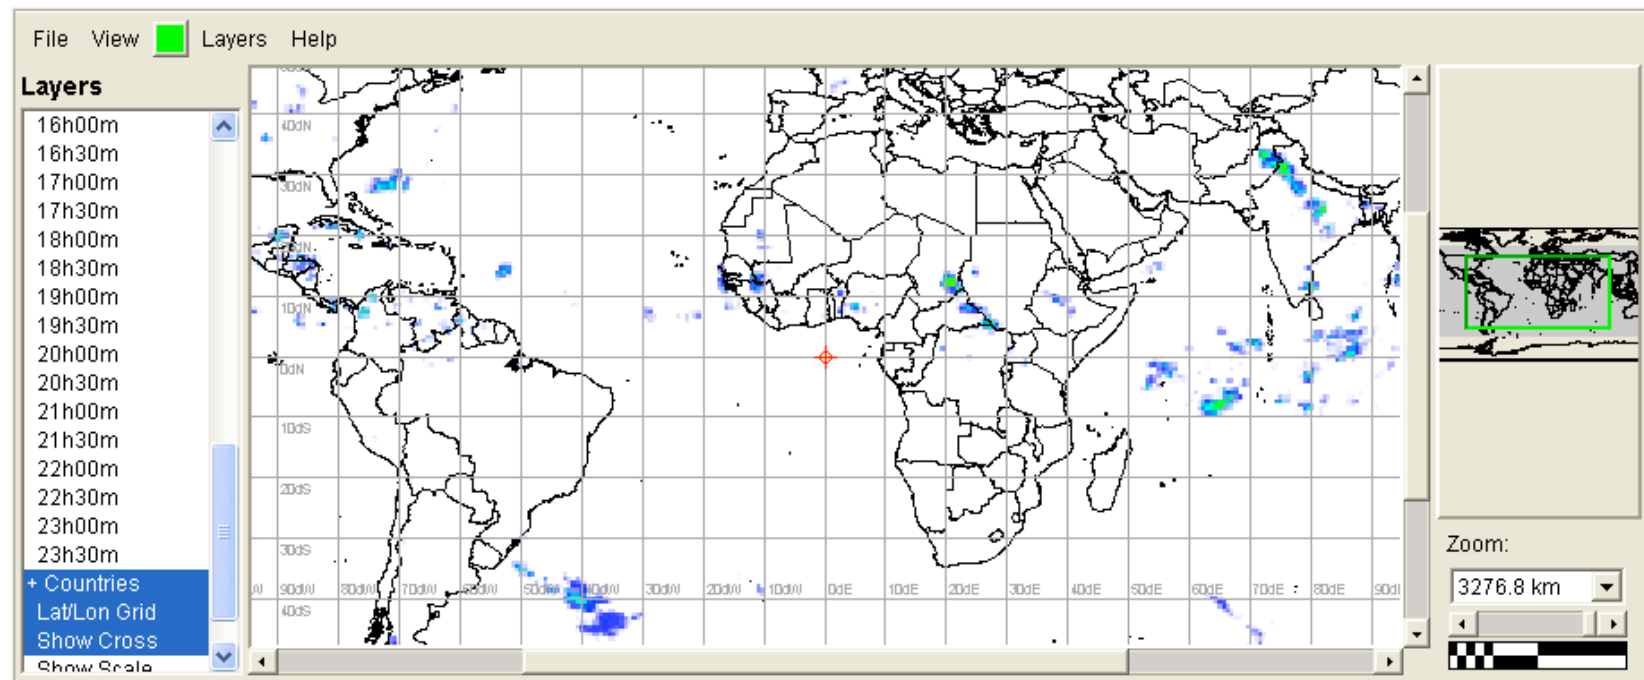 File View Layers Help
Layers
16h00m
16h30m
17h00m
17h30m
18h00m
18h30m
19h00m
19h30m
20h00m
20h30m
21h00m
21h30m
22h00m
22h30m
23h00m
23h30m
+ Countries
Lat/Lon Grid
Show Cross
Show Scale
40dN
30dN
10dN
0dN
10dS
20dS
30dS
90dW 80dW 70dW 50dW 40dW 30dW 20dW 10dW 0dE 10dE 20dE 30dE 40dE 50dE 60dE 70dE 80dE
40dS
Zoom:
3276.8 km